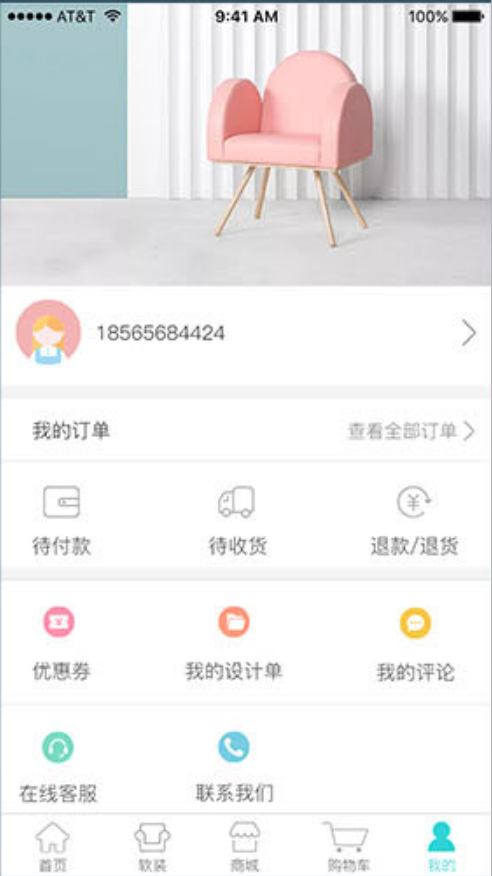 AT&T 9:41 AM 100%
18565684424
我的订单 查看全部订单
待付款 待收货 退款/退货
优惠券 我的设计单 我的评论
在线客服 联系我们
首页 软装 商城 购物车 我的